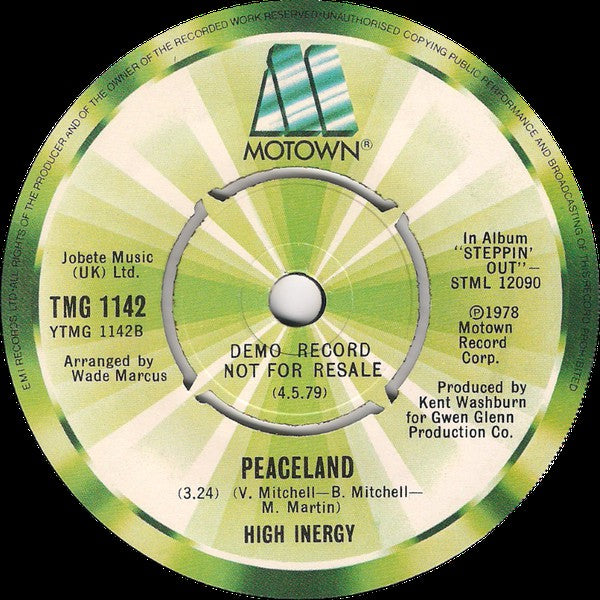 EMI RECORDS LTD. ALL RIGHTS OF THE PRODUCER AND OF THE OWNER OF THE RECORDED WORK RESERVED. UNAUTHORISED COPYING PUBLIC PERFORMANCE AND BROADCASTING OF THIS RECORD PROHIBITED
M
MOTOWN®
Jobete Music
(UK) Ltd.
TMG 1142
YTMG 1142B
Arranged by
Wade Marcus
In Album
"STEPPIN'
OUT"—
STML 12090
Ⓟ1978
Motown
Record
Corp.
Produced by
Kent Washburn
for Gwen Glenn
Production Co.
DEMO RECORD
NOT FOR RESALE
(4.5.79)
PEACELAND
(3.24) (V. Mitchell—B. Mitchell—
M. Martin)
HIGH INERGY